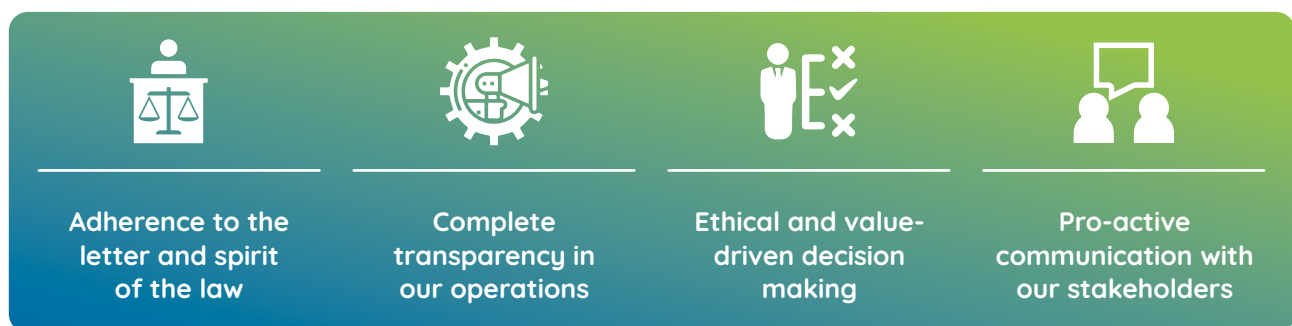 Adherence to the
letter and spirit
of the law
Complete
transparency in
our operations
Ethical and value-
driven decision
making
Pro-active
communication with
our stakeholders